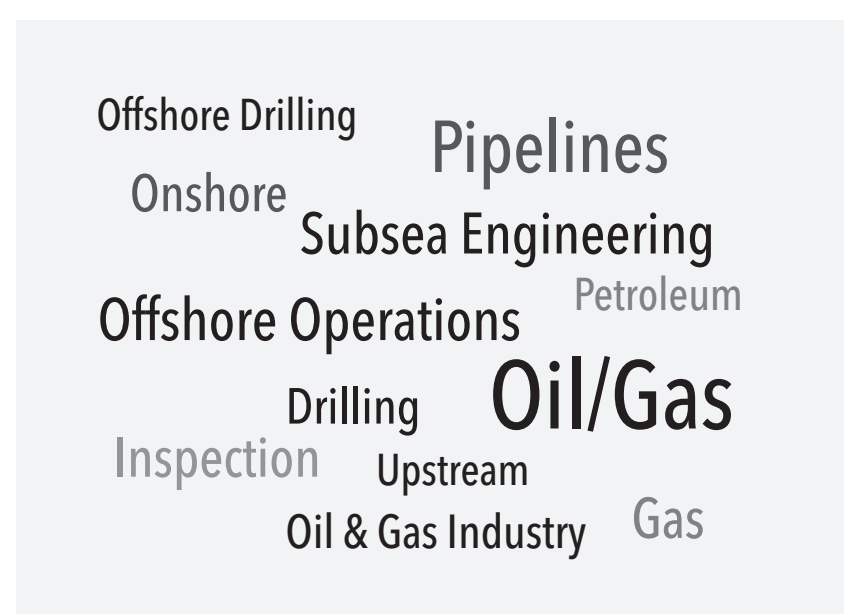 Offshore Drilling
Pipelines
Onshore
Subsea Engineering
Petroleum
Offshore Operations
Oil/Gas
Drilling
Inspection
Upstream
Oil & Gas Industry
Gas